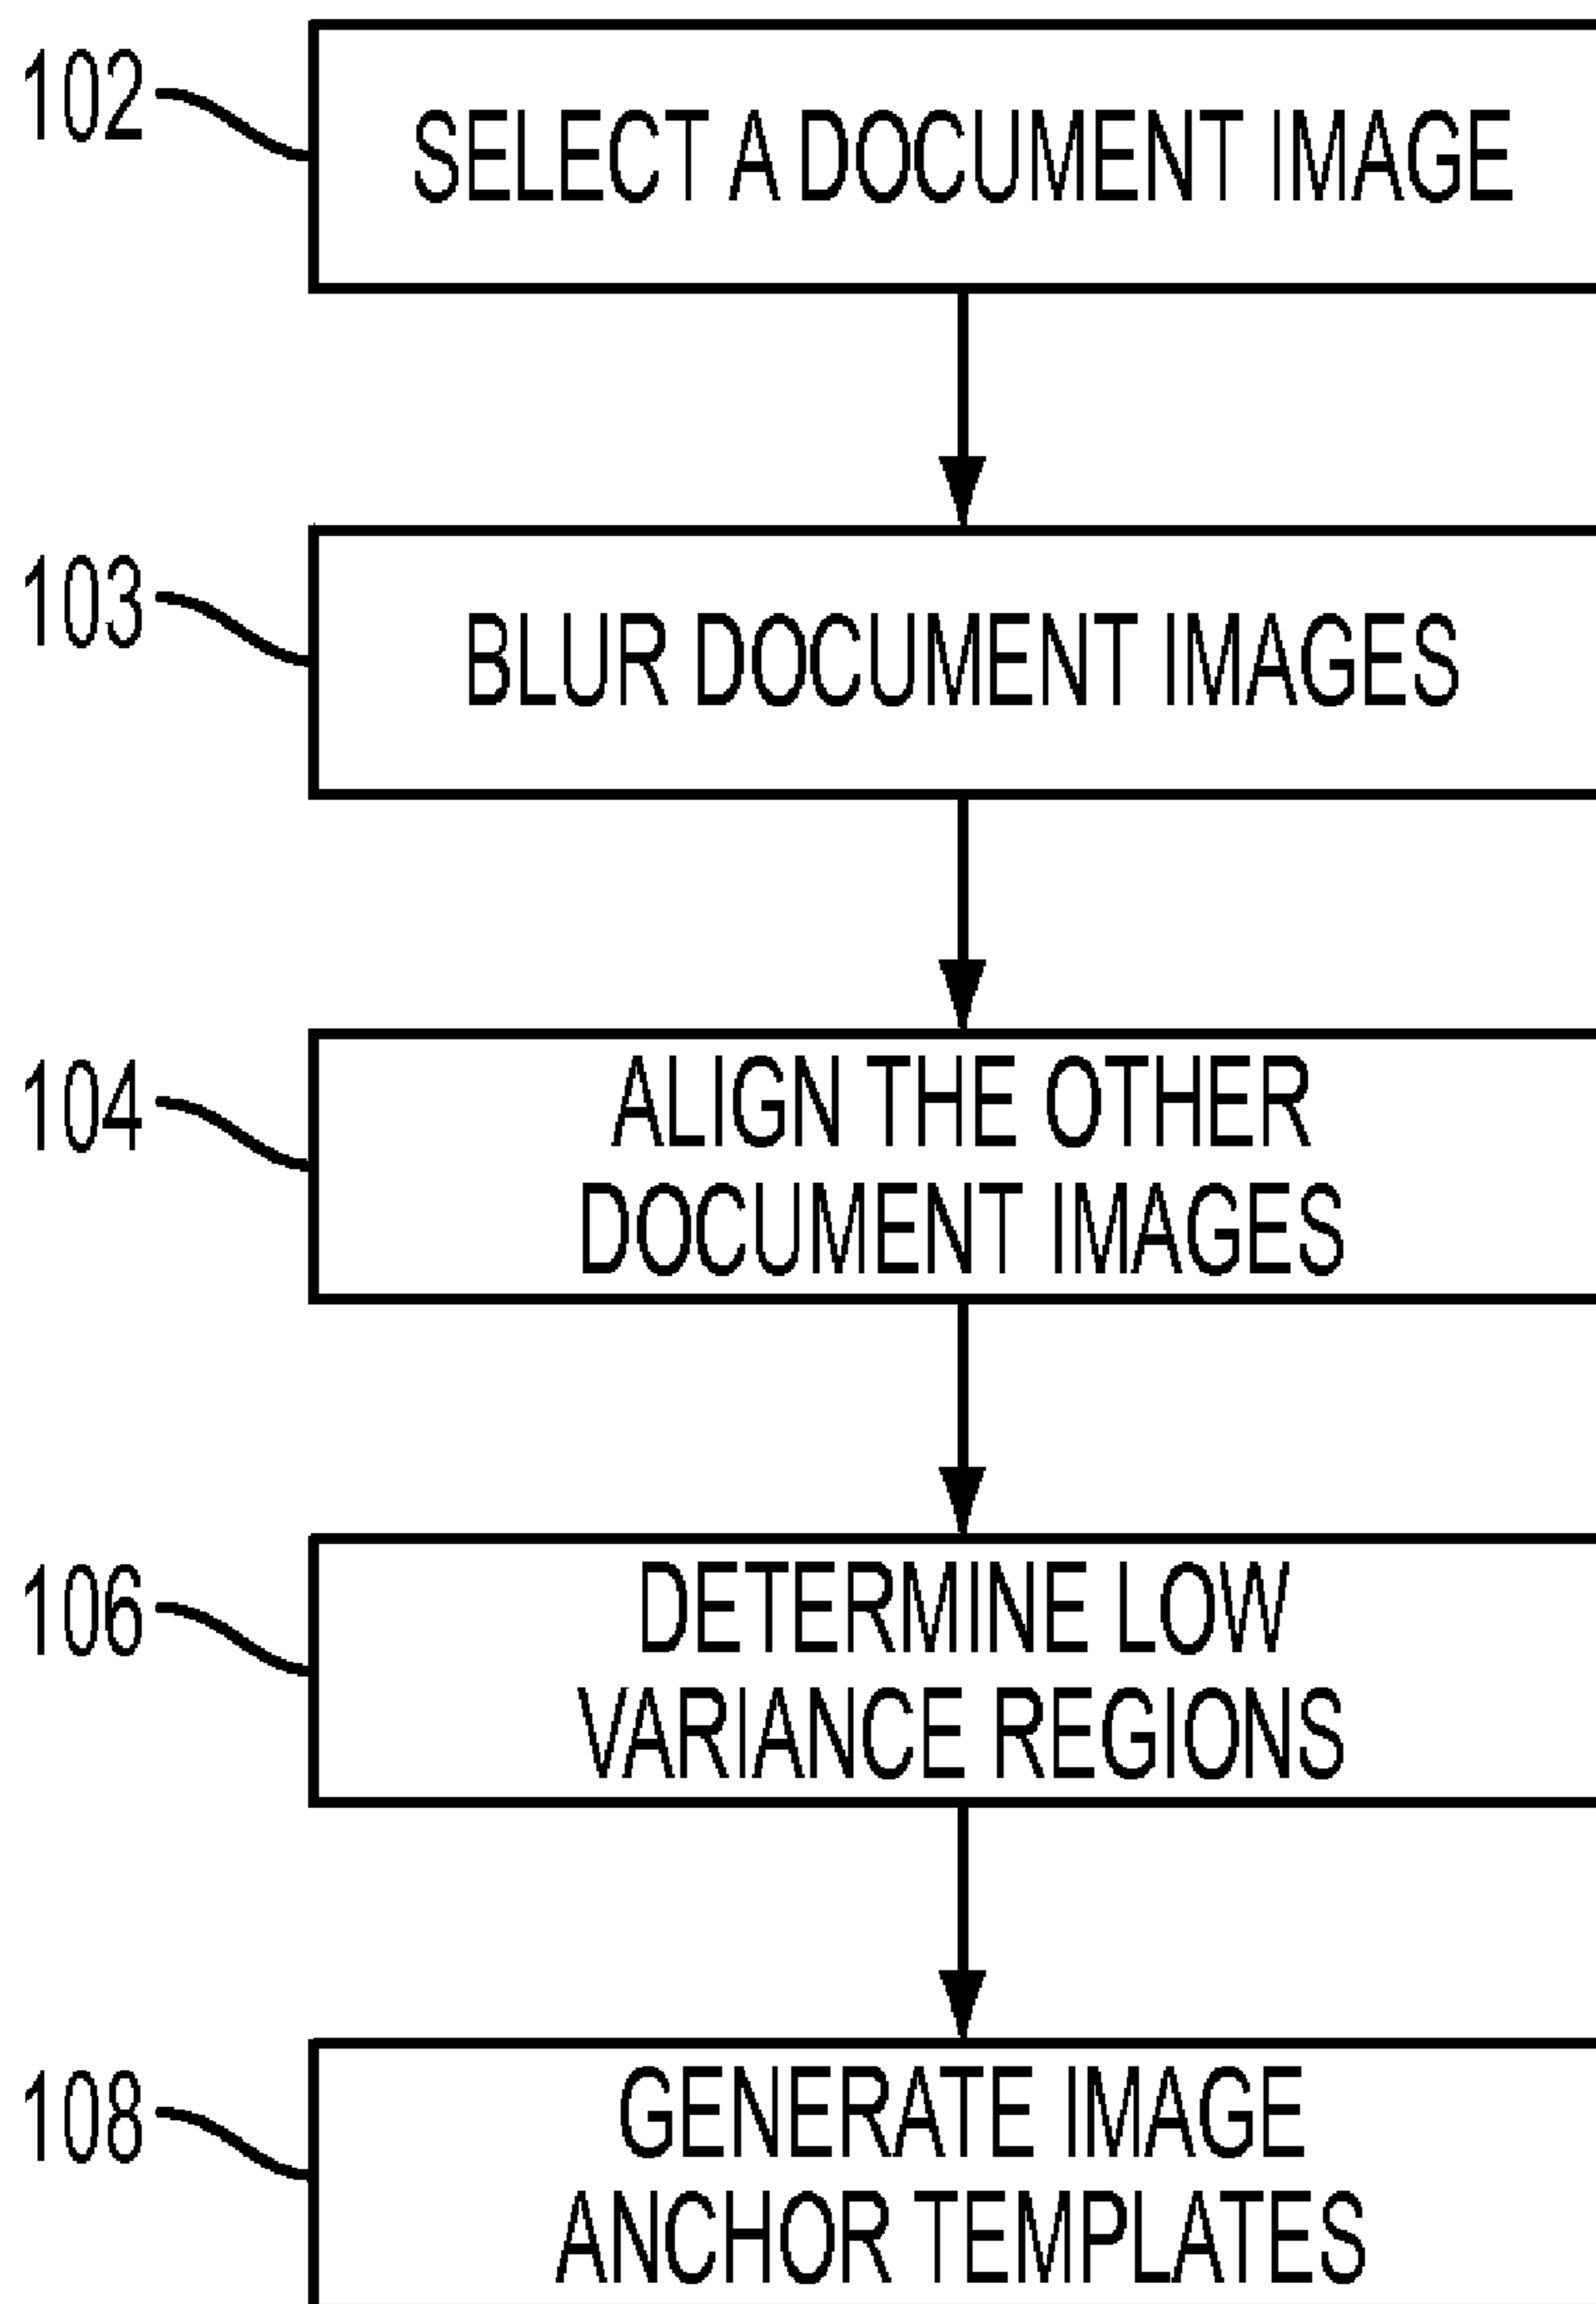 102
SELECT A DOCUMENT IMAGE
103
BLUR DOCUMENT IMAGES
104
ALIGN THE OTHER
DOCUMENT IMAGES
106
DETERMINE LOW
VARIANCE REGIONS
108
GENERATE IMAGE
ANCHOR TEMPLATES